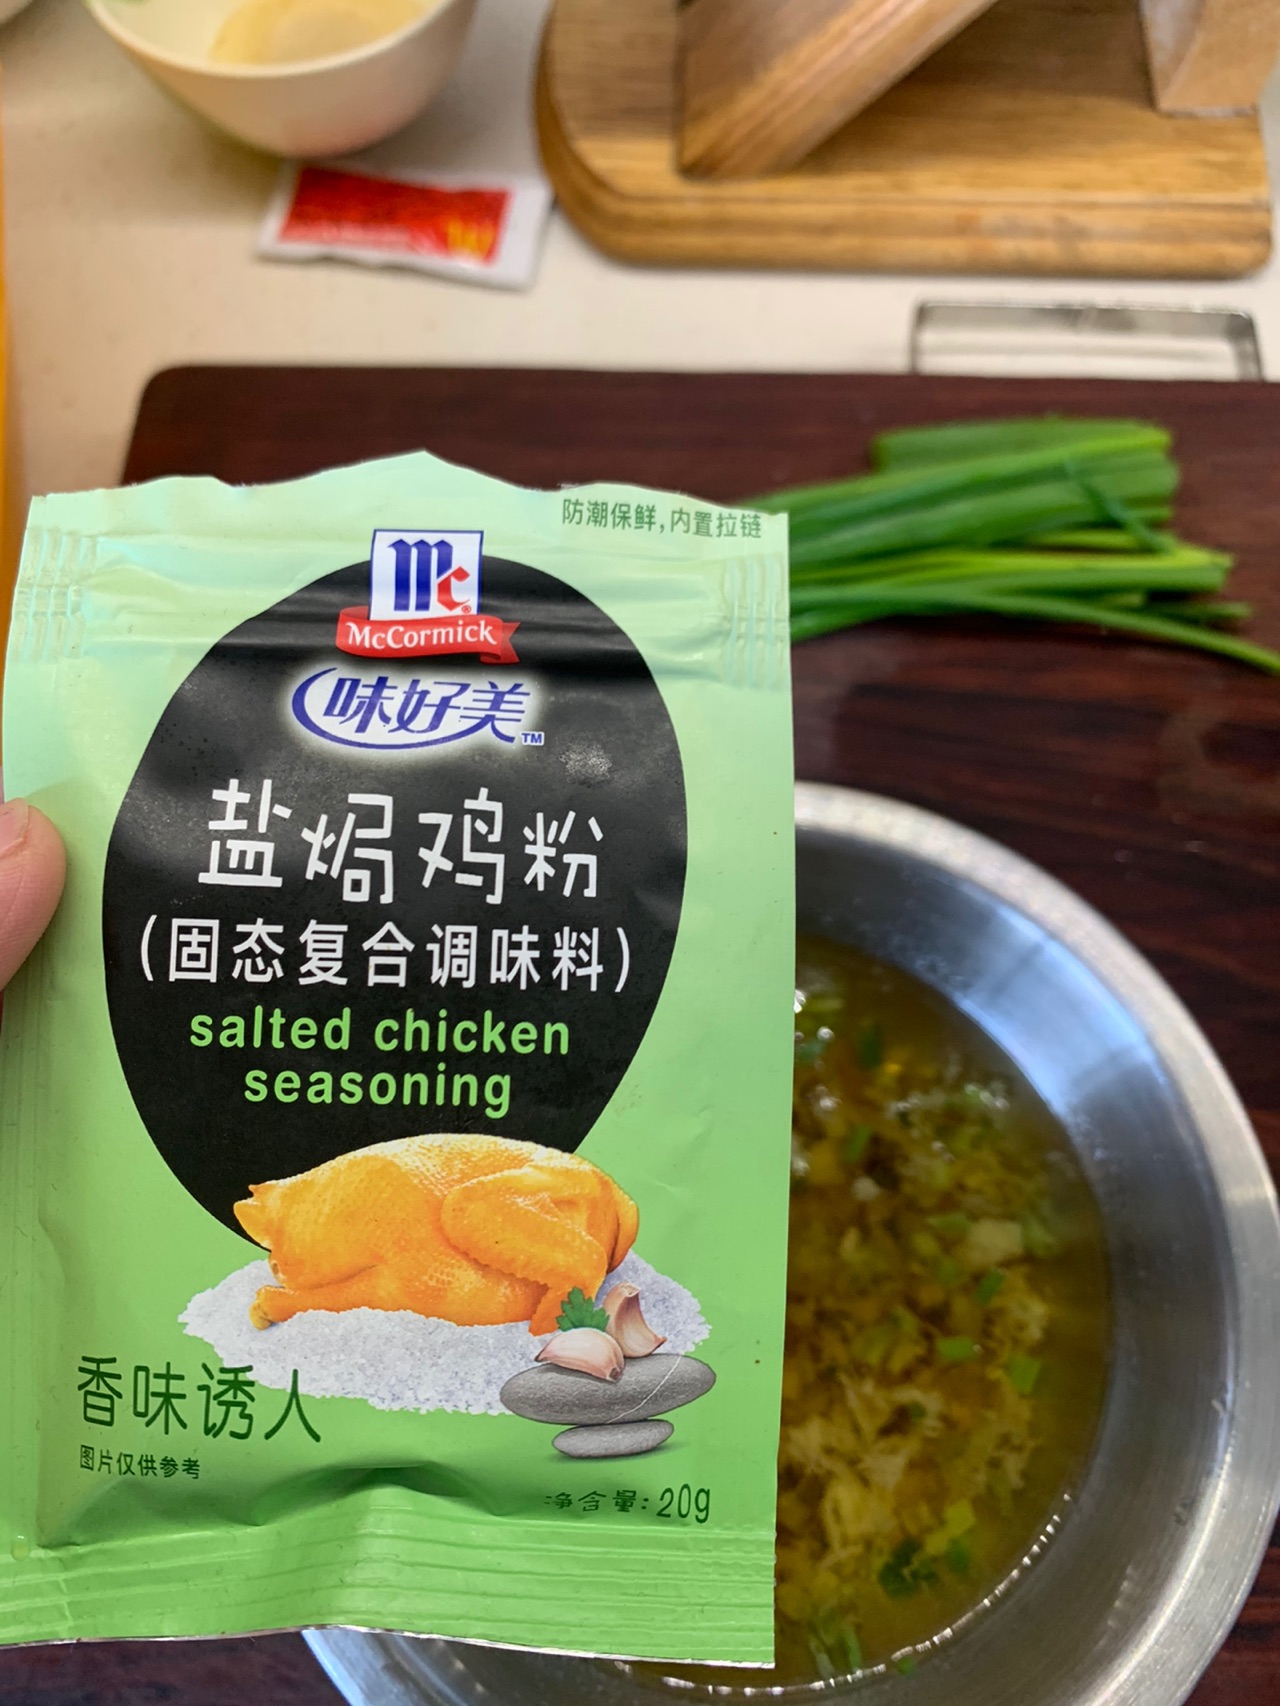 防潮保鲜,内置拉链
mc®
McCormick
味好美™
盐焗鸡粉
(固态复合调味料)
salted chicken
seasoning
香味诱人
图片仅供参考
净含量: 20g